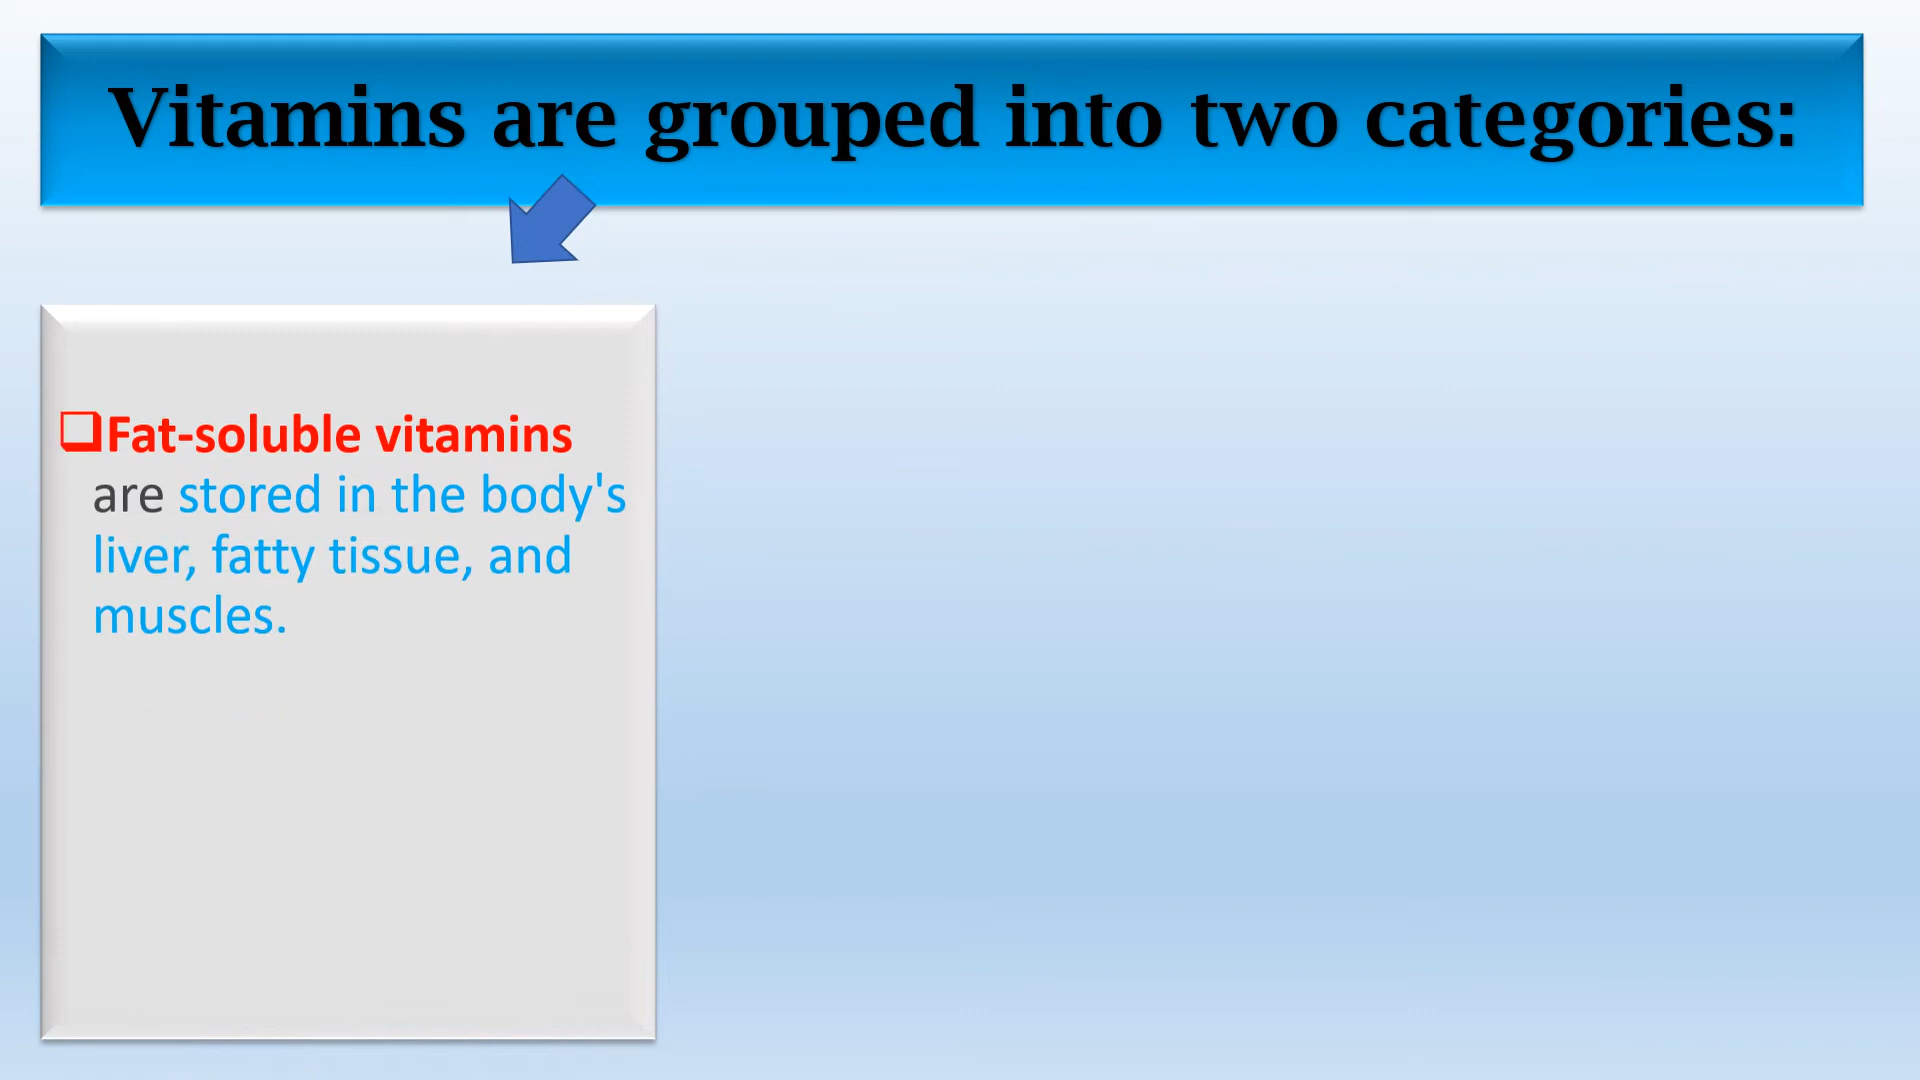 Vitamins are grouped into two categories:
❑Fat-soluble vitamins
are stored in the body's
liver, fatty tissue, and
muscles.